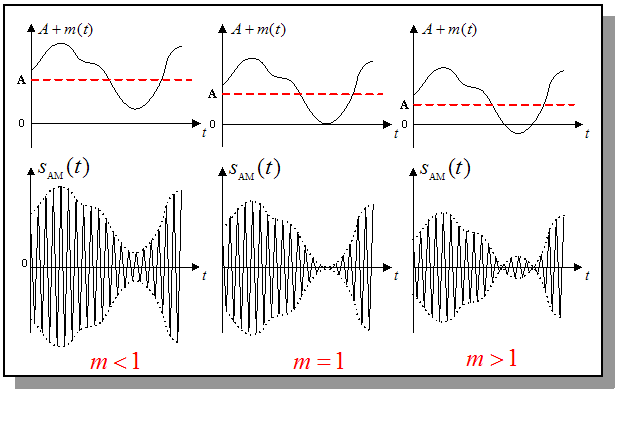 A + m(t) A + m(t) A + m(t)
A A A
0 0 0
t t t
s_AM(t) s_AM(t) s_AM(t)
0 t t t
m < 1 m = 1 m > 1